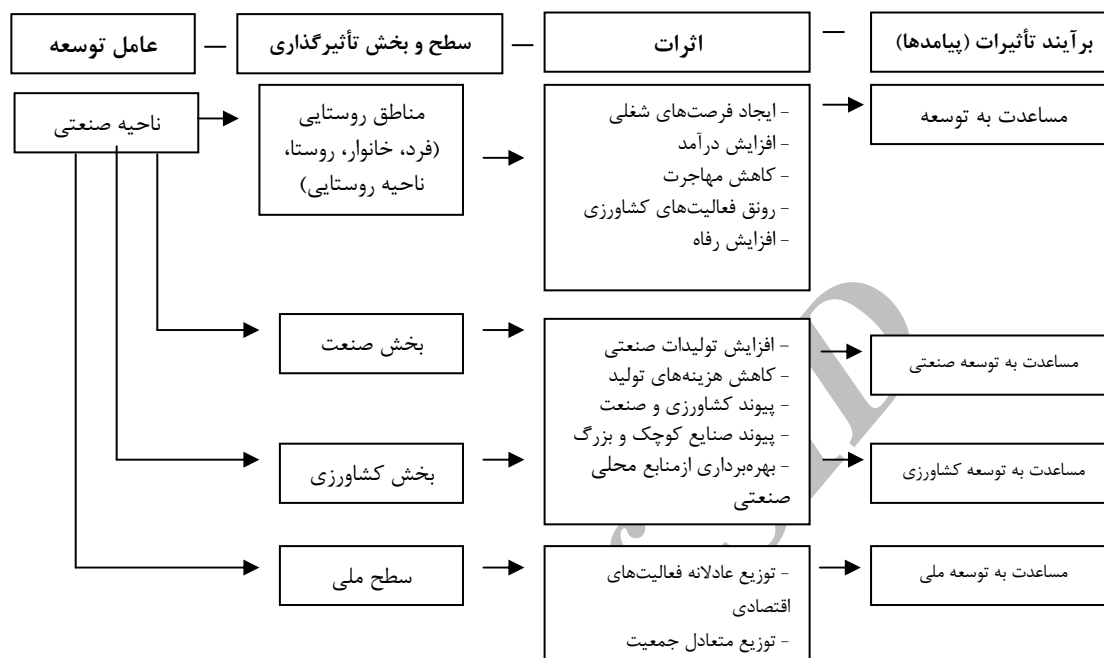 عامل توسعه
سطح و بخش تأثیرگذاری
اثرات
برآیند تأثیرات (پیامدها)
ناحیه صنعتی
مناطق روستایی
(فرد، خانوار، روستا،
ناحیه روستایی)
- ایجاد فرصت‌های شغلی
- افزایش درآمد
- کاهش مهاجرت
- رونق فعالیت‌های کشاورزی
- افزایش رفاه
مساعدت به توسعه
بخش صنعت
- افزایش تولیدات صنعتی
- کاهش هزینه‌های تولید
- پیوند کشاورزی و صنعت
- پیوند صنایع کوچک و بزرگ
- بهره‌برداری ازمنابع محلی
صنعتی
مساعدت به توسعه صنعتی
بخش کشاورزی
مساعدت به توسعه کشاورزی
سطح ملی
- توزیع عادلانه فعالیت‌های
اقتصادی
- توزیع متعادل جمعیت
مساعدت به توسعه ملی